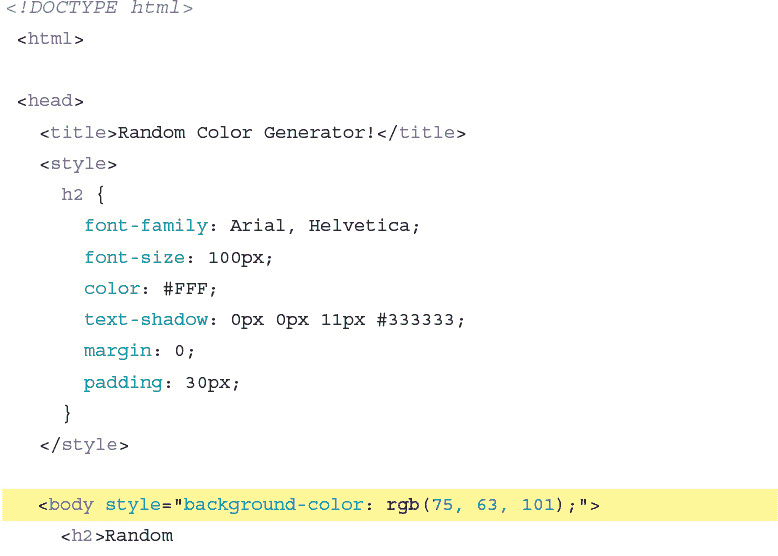 <!DOCTYPE html>
<html>
<head>
<title>Random Color Generator!</title>
<style>
h2 {
font-family: Arial, Helvetica;
font-size: 100px;
color: #FFF;
text-shadow: 0px 0px 11px #333333;
margin: 0;
padding: 30px;
}
</style>
<body style="background-color: rgb(75, 63, 101);">
<h2>Random